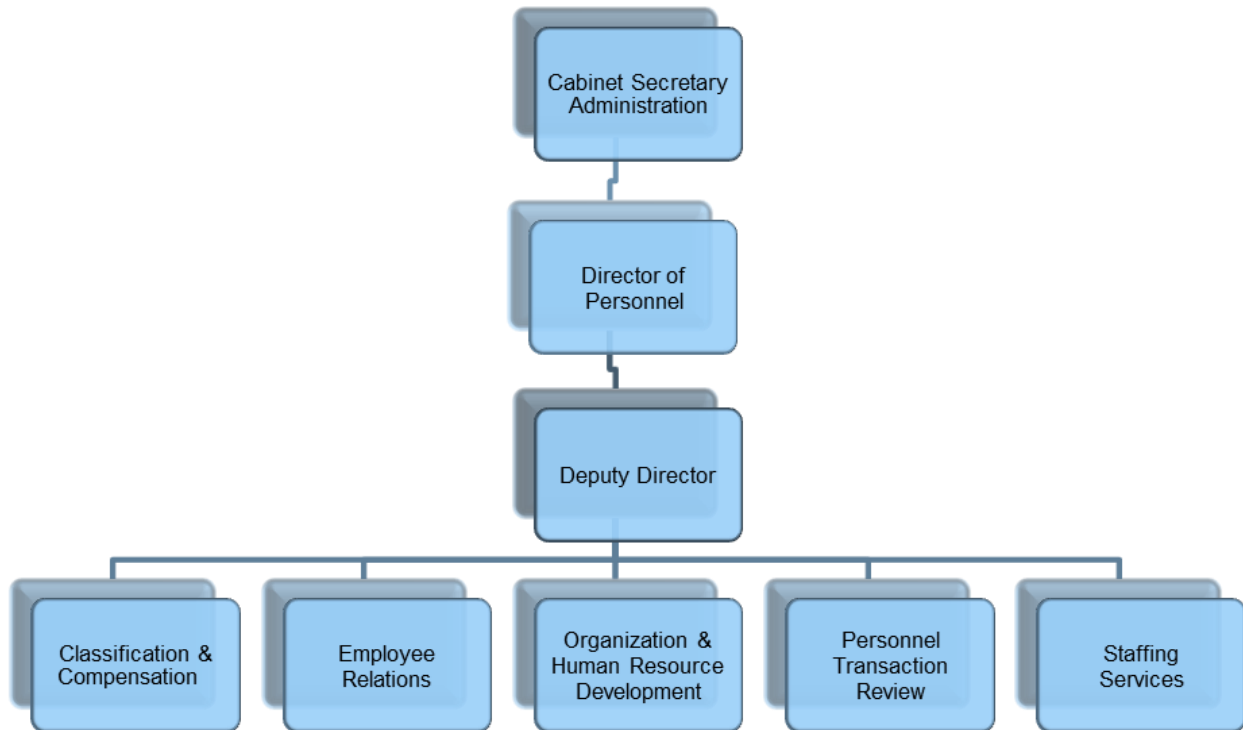 Cabinet Secretary
Administration
Director of
Personnel
Deputy Director
Classification &
Compensation
Employee
Relations
Organization &
Human Resource
Development
Personnel
Transaction
Review
Staffing
Services